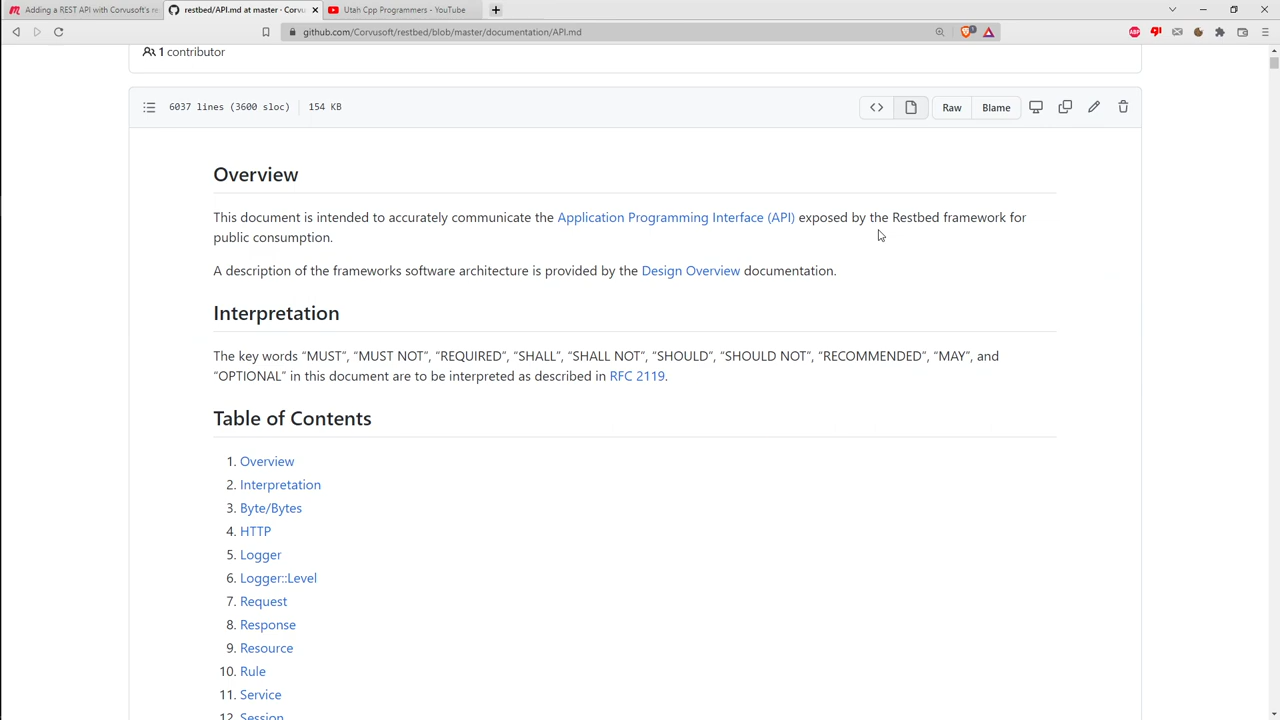 Adding a REST API with Corvusoft's re
restbed/API.md at master · Corvu
Utah Cpp Programmers - YouTube
github.com/Corvusoft/restbed/blob/master/documentation/API.md
1
ABP
1 contributor
6037 lines (3600 sloc)
154 KB
Raw
Blame
Overview
This document is intended to accurately communicate the Application Programming Interface (API) exposed by the Restbed framework for
public consumption.
A description of the frameworks software architecture is provided by the Design Overview documentation.
Interpretation
The key words “MUST”, “MUST NOT”, “REQUIRED”, “SHALL”, “SHALL NOT”, “SHOULD”, “SHOULD NOT”, “RECOMMENDED”, “MAY”, and
“OPTIONAL” in this document are to be interpreted as described in RFC 2119.
Table of Contents
1. Overview
2. Interpretation
3. Byte/Bytes
4. HTTP
5. Logger
6. Logger::Level
7. Request
8. Response
9. Resource
10. Rule
11. Service
12. Session